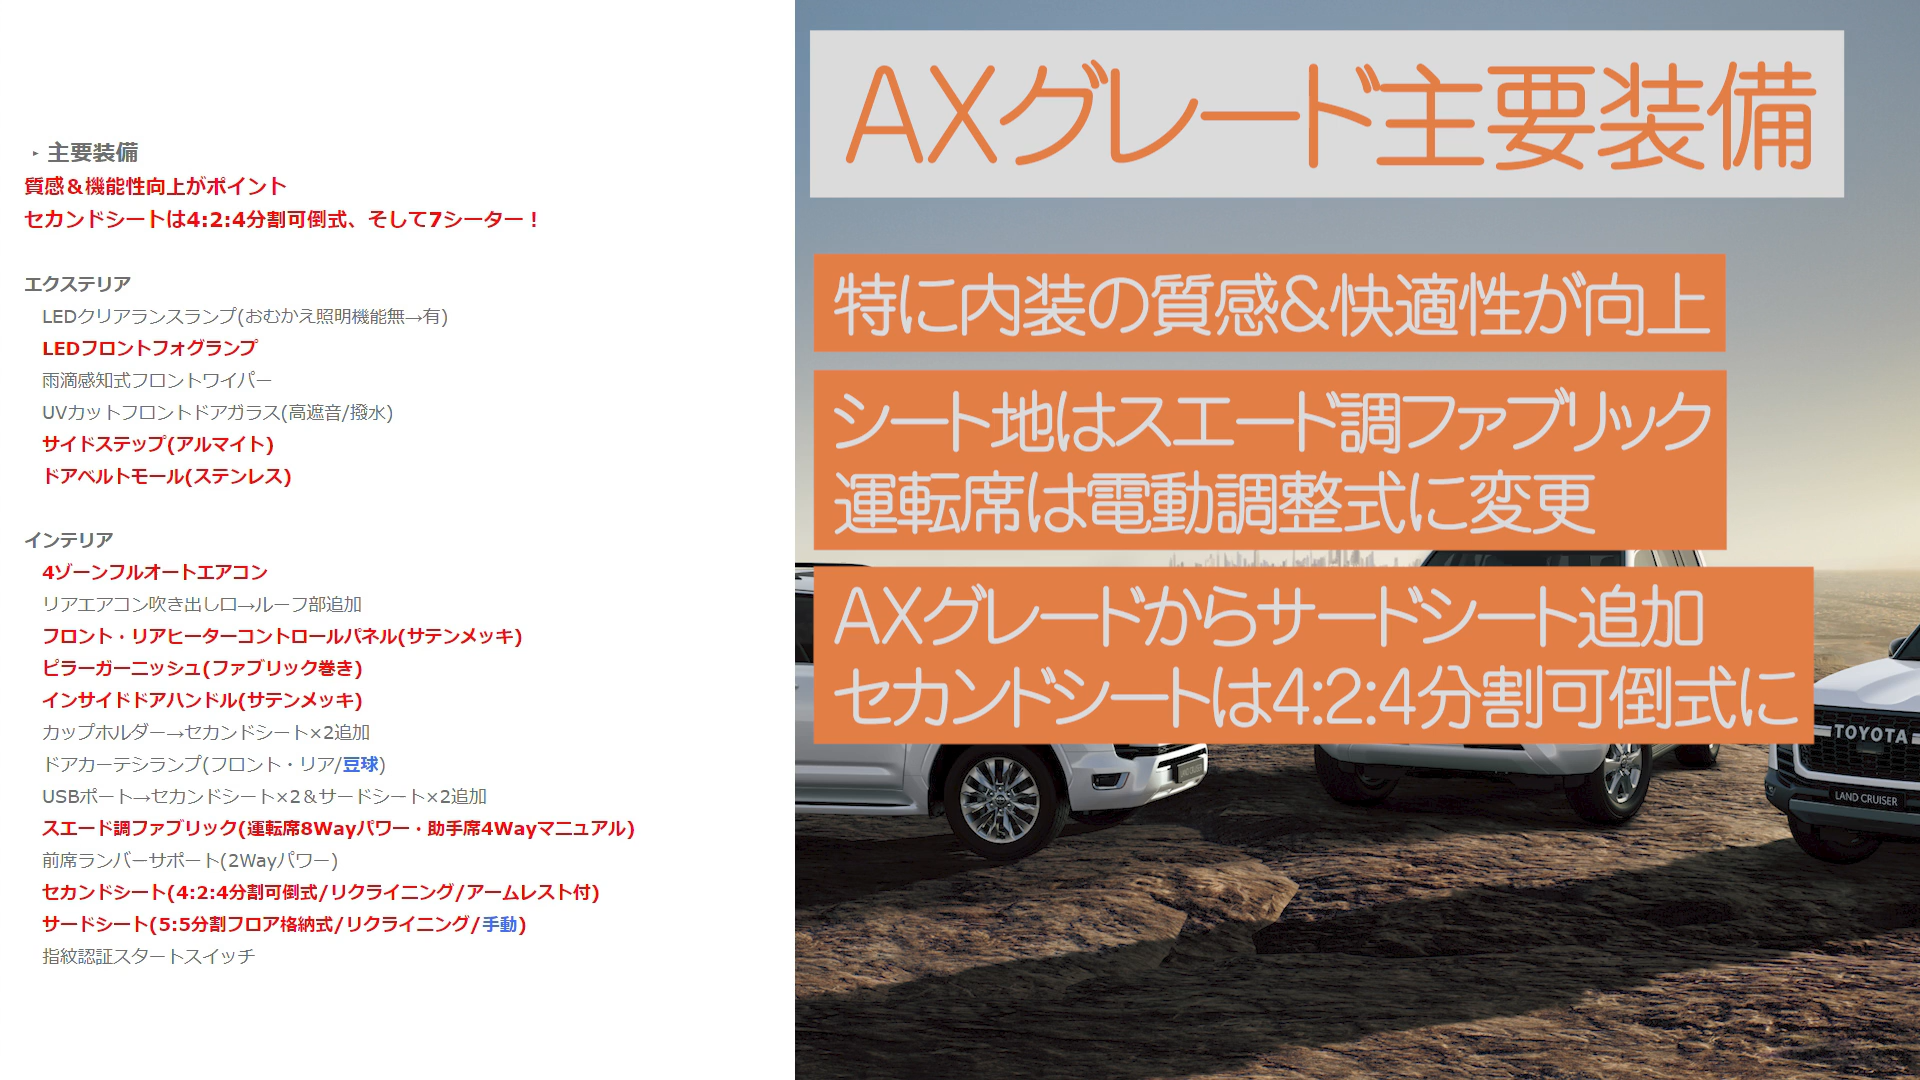 ‣ 主要装備
質感＆機能性向上がポイント
セカンドシートは4:2:4分割可倒式、そして7シーター！
エクステリア
LEDクリアランスランプ(おむかえ照明機能無→有)
LEDフロントフォグランプ
雨滴感知式フロントワイパー
UVカットフロントドアガラス(高遮音/撥水)
サイドステップ(アルマイト)
ドアベルトモール(ステンレス)
インテリア
4ゾーンフルオートエアコン
リアエアコン吹き出し口→ルーフ部追加
フロント・リアヒーターコントロールパネル(サテンメッキ)
ピラーガーニッシュ(ファブリック巻き)
インサイドドアハンドル(サテンメッキ)
カップホルダー→セカンドシート×2追加
ドアカーテシランプ(フロント・リア/豆球)
USBポート→セカンドシート×2＆サードシート×2追加
スエード調ファブリック(運転席8Wayパワー・助手席4Wayマニュアル)
前席ランバーサポート(2Wayパワー)
セカンドシート(4:2:4分割可倒式/リクライニング/アームレスト付)
サードシート(5:5分割フロア格納式/リクライニング/手動)
指紋認証スタートスイッチ
AXグレード主要装備
特に内装の質感&快適性が向上
シート地はスエード調ファブリック
運転席は電動調整式に変更
AXグレードからサードシート追加
セカンドシートは4:2:4分割可倒式に
TOYOTA
LAND CRUISER